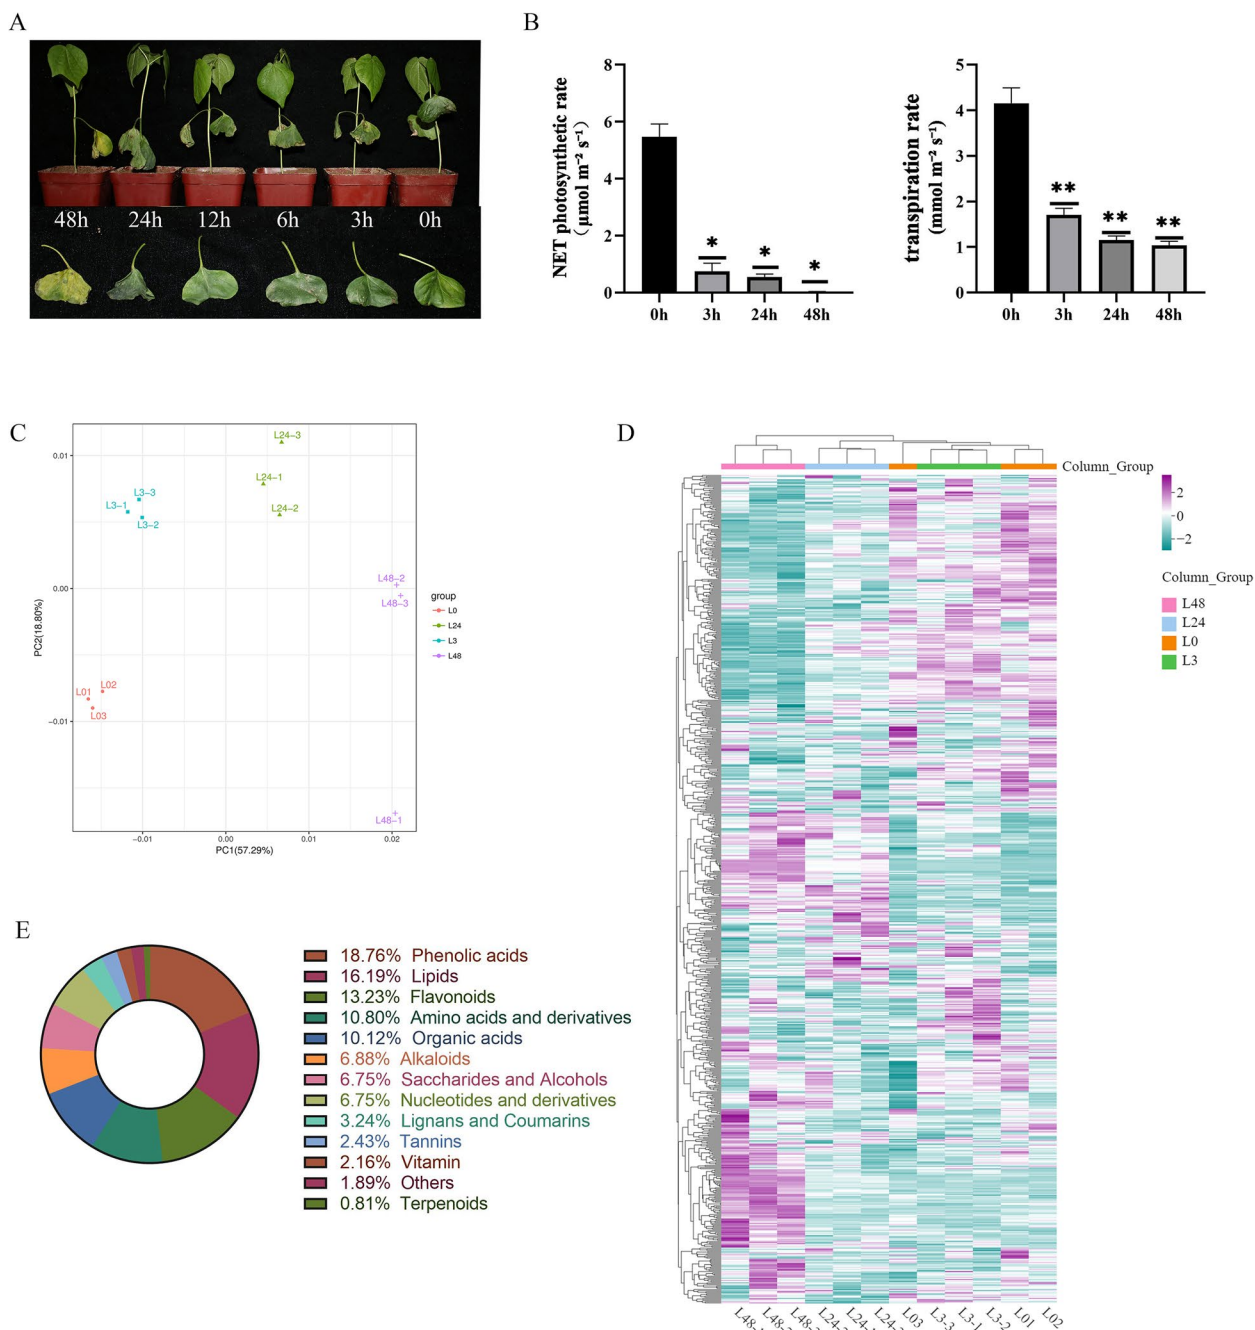 A
48h 24h 12h 6h 3h 0h
B
NET photosynthetic rate
(μmol m⁻² s⁻¹)
8
6
4
2
0
* * *
0h 3h 24h 48h
transpiration rate
(mmol m⁻² s⁻¹)
5
4
3
2
1
0
** ** **
0h 3h 24h 48h
C
PC2(18.80%)
0.01
0.00
−0.01
L24−3
L24−1
L24−2
L3−3
L3−1
L3−2
L48−2
L48−3
L01 L02
L03
L48−1
−0.01 0.00 0.01 0.02
PC1(57.29%)
group
L0
L24
L3
L48
D
Column_Group
2
0
−2
Column_Group
L48
L24
L0
L3
L03 L3-3 L3-1 L3-2 L01 L02
E
18.76% Phenolic acids
16.19% Lipids
13.23% Flavonoids
10.80% Amino acids and derivatives
10.12% Organic acids
6.88% Alkaloids
6.75% Saccharides and Alcohols
6.75% Nucleotides and derivatives
3.24% Lignans and Coumarins
2.43% Tannins
2.16% Vitamin
1.89% Others
0.81% Terpenoids